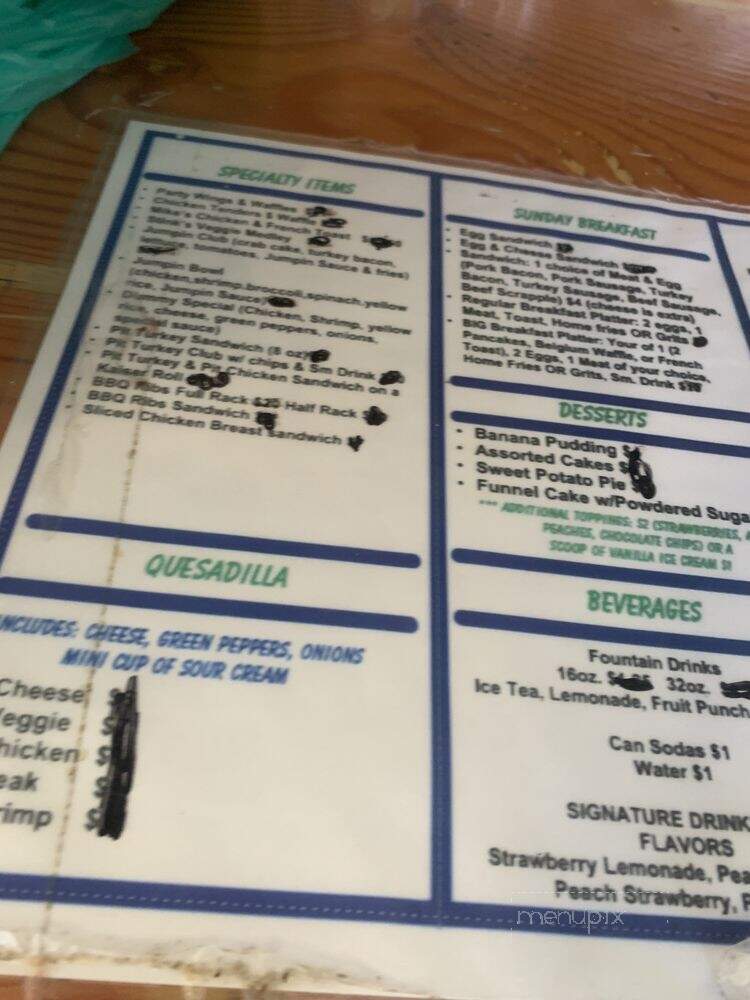 SPECIALTY ITEMS
Party Wings & Waffles
Chicken Tenders & Waffle
Mike's Chicken & French Toast
Veggie Medley
Jumpin Club (crab cake, turkey bacon,
tomatoes, Jumpin Sauce & fries)
Bowl
(chicken,shrimp,broccoli,spinach,yellow
rice, Jumpin Sauce)
Special (Chicken, Shrimp, yellow
rice, cheese, green peppers, onions,
sauce)
Pit Turkey Sandwich (8 oz)
Pit Turkey Club w/ chips & Sm Drink
Pit Turkey & Pit Chicken Sandwich on a
Kaiser Roll
BBQ Ribs Full Rack Half Rack
BBQ Ribs Sandwich
Sliced Chicken Breast Sandwich
QUESADILLA
INCLUDES: CHEESE, GREEN PEPPERS, ONIONS
MINI CUP OF SOUR CREAM
Cheese $
eggie $
hicken $
eak $
rimp $
SUNDAY BREAKFAST
Egg Sandwich
Egg & Cheese Sandwich
Sandwich: 1 choice of Meat & Egg
(Pork Bacon, Pork Sausage, Turkey
Bacon, Turkey Sausage, Beef Sausage,
Beef Scrapple) $4 (cheese is extra)
Regular Breakfast Platter: 2 eggs, 1
Meat, Toast, Home fries OR Grits
BIG Breakfast Platter: Your of 1 (2
Pancakes, Belgium Waffle, or French
Toast), 2 Eggs, 1 Meat of your choice,
Home Fries OR Grits, Sm. Drink
DESSERTS
Banana Pudding $
Assorted Cakes $
Sweet Potato Pie
Funnel Cake w/Powdered Suga
*** ADDITIONAL TOPPINGS: $2 (STRAWBERRIES,
PEACHES, CHOCOLATE CHIPS) OR A
SCOOP OF VANILLA ICE CREAM $1
BEVERAGES
Fountain Drinks
16oz. 32oz.
Ice Tea, Lemonade, Fruit Punch
Can Sodas $1
Water $1
SIGNATURE DRINK
FLAVORS
Strawberry Lemonade, Pea
Peach Strawberry, P
menupix